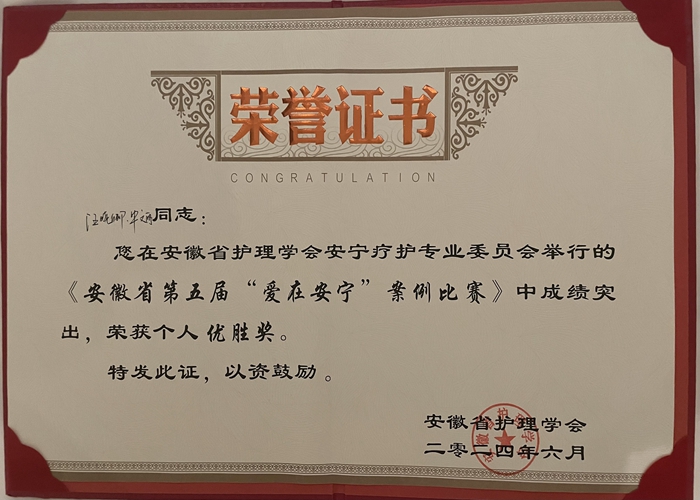 荣誉证书
CONGRATULATION
同志：
您在安徽省护理学会安宁疗护专业委员会举行的
《安徽省第五届“爱在安宁”案例比赛》中成绩突
出，荣获个人优胜奖。
特发此证，以资鼓励。
安徽省护理学会
二零二四年六月